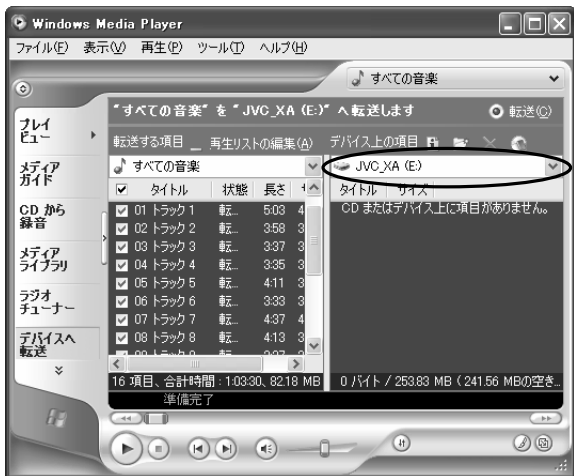 Windows Media Player
ファイル(F) 表示(V) 再生(P) ツール(T) ヘルプ(H)
すべての音楽
"すべての音楽" を "JVC_XA (E:)" へ転送します 転送(C)
プレイビュー
メディアガイド
CD から録音
メディアライブラリ
ラジオチューナー
デバイスへ転送
転送する項目 再生リストの編集(A) デバイス上の項目
すべての音楽 JVC_XA (E:)
タイトル 状態 長さ タイトル サイズ
CD またはデバイス上に項目がありません。
01 トラック 1 転... 5:03 4
02 トラック 2 転... 3:58 3
03 トラック 3 転... 3:37 3
04 トラック 4 転... 3:35 3
05 トラック 5 転... 4:11 3
06 トラック 6 転... 3:33 3
07 トラック 7 転... 4:37 4
08 トラック 8 転... 4:13 3
16 項目、合計時間 : 1:03:30、82.18 MB 0 バイト / 253.83 MB ( 241.56 MBの空き...
準備完了